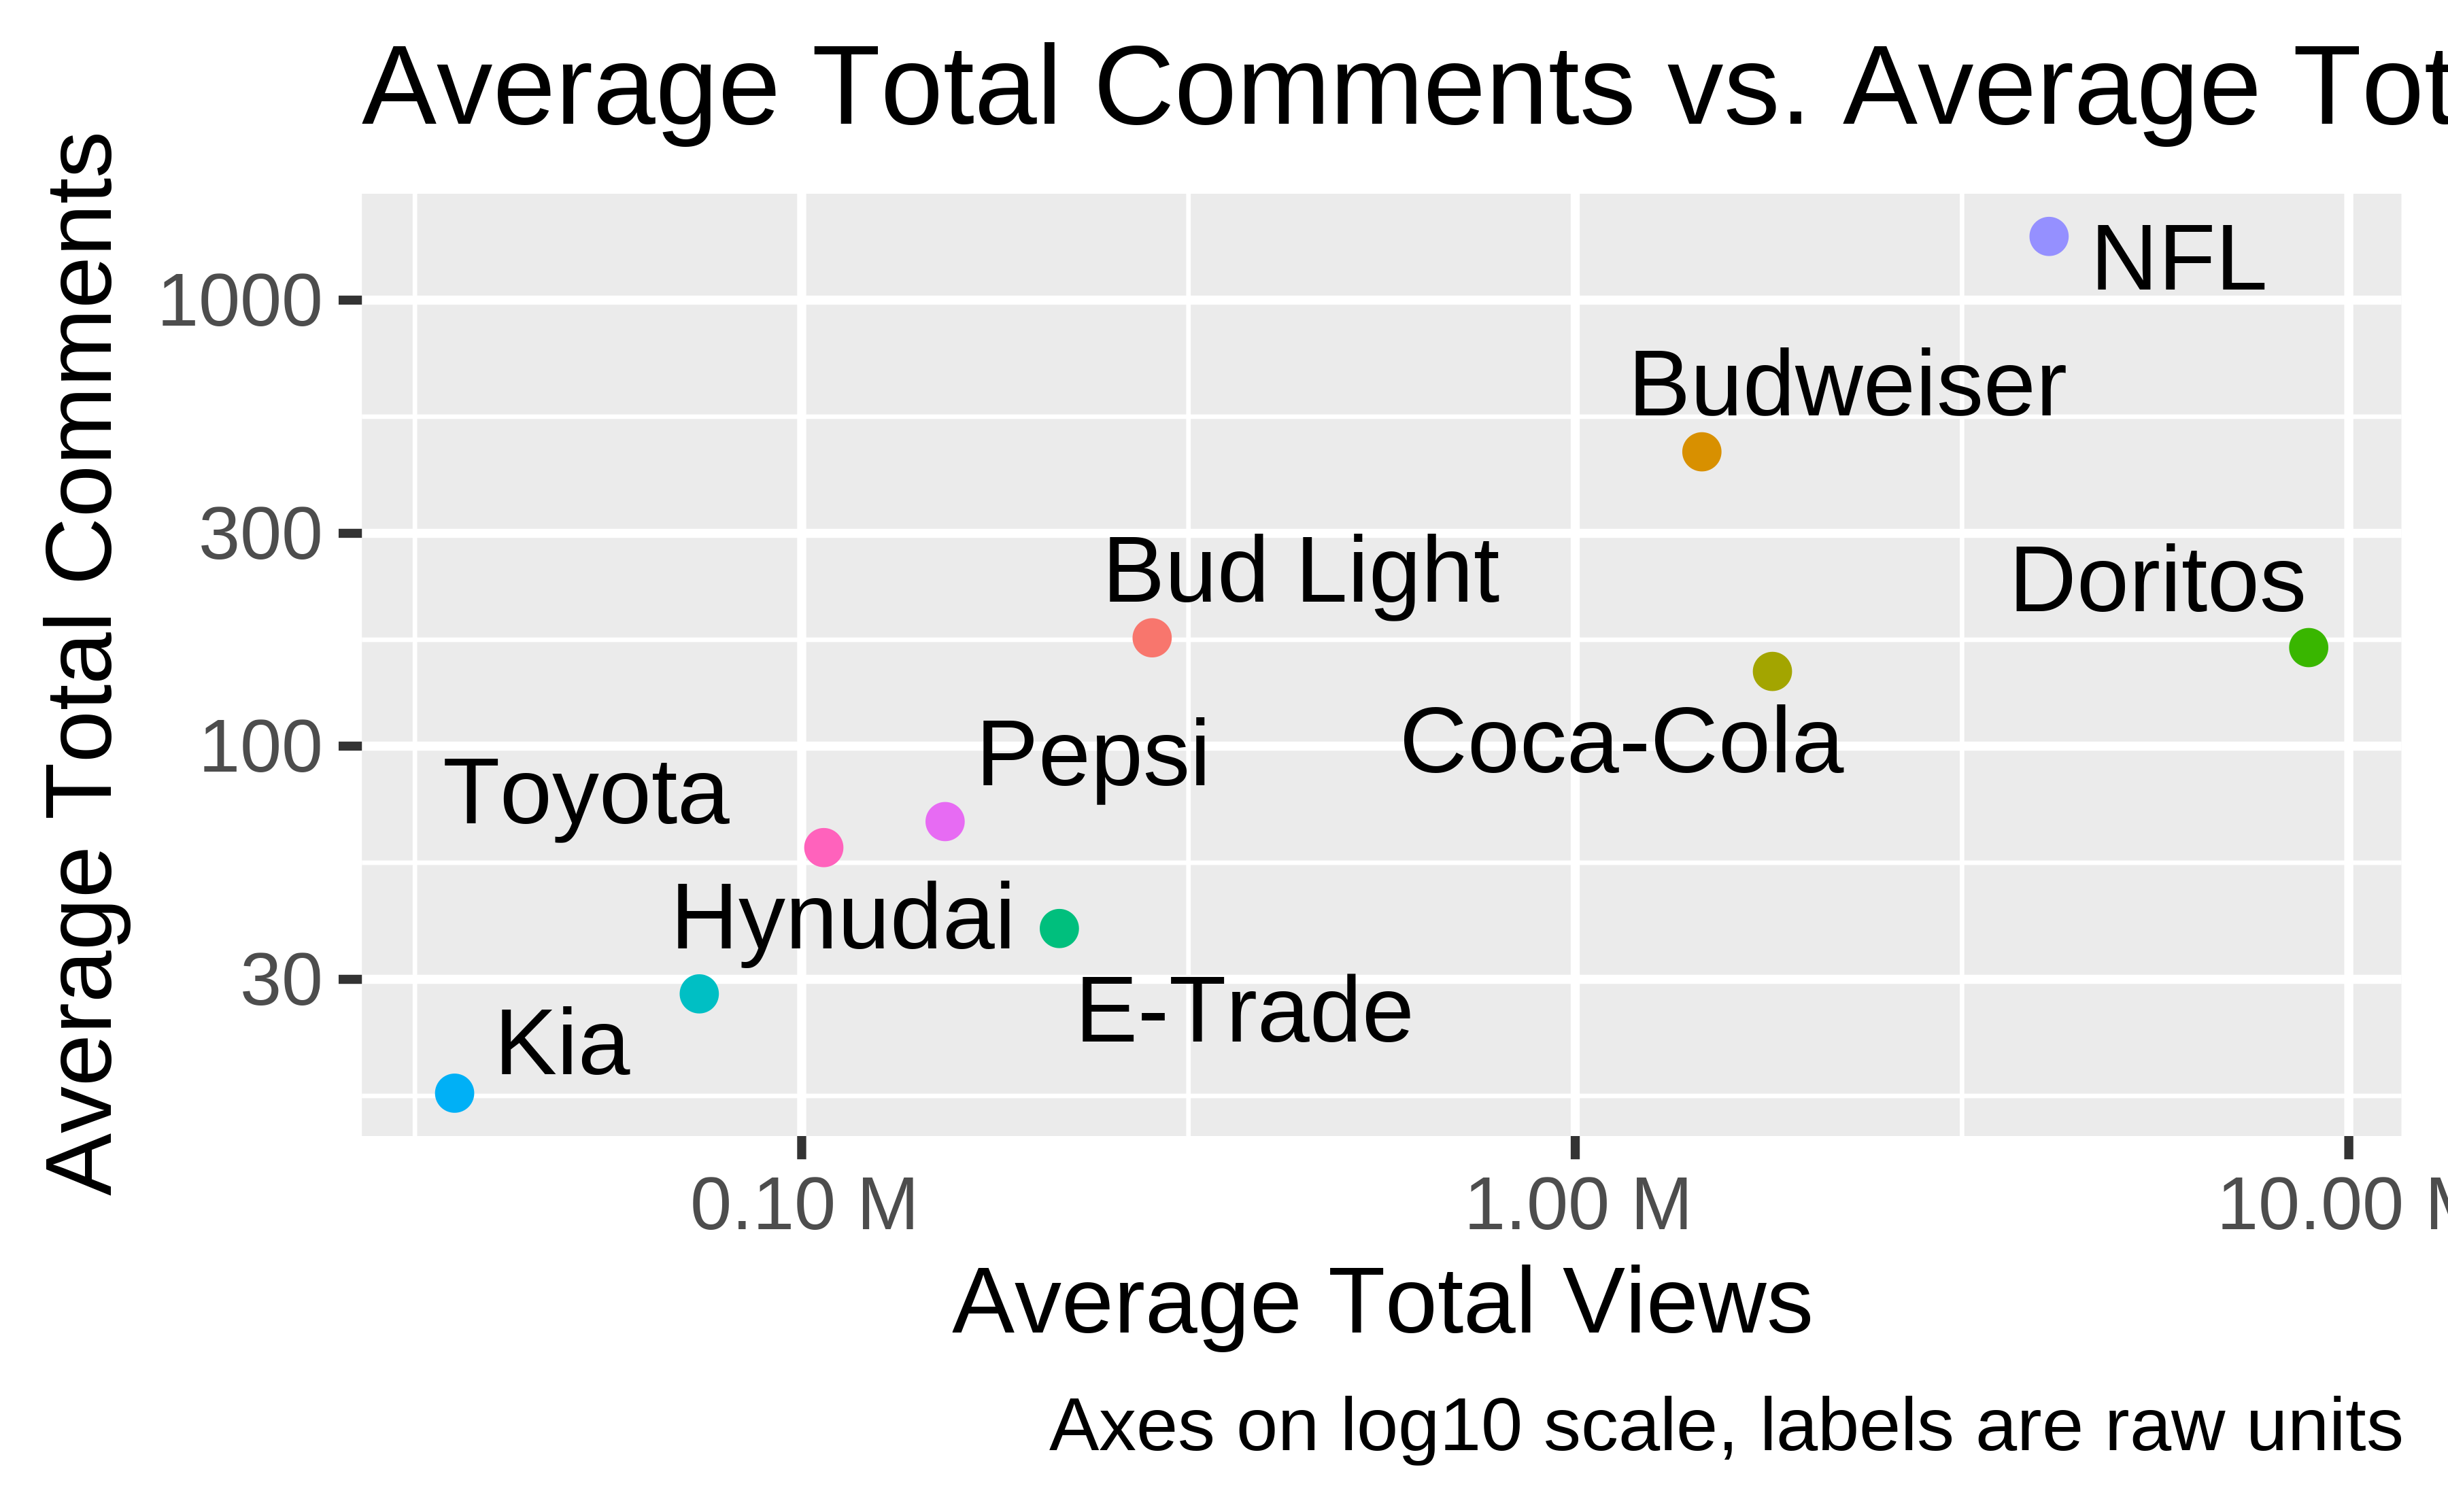 Average Total Comments vs. Average Tot
Average Total Comments
1000
300
100
30
NFL
Budweiser
Bud Light
Doritos
Coca-Cola
Pepsi
Toyota
Hynudai
E-Trade
Kia
0.10 M
1.00 M
10.00 M
Average Total Views
Axes on log10 scale, labels are raw units